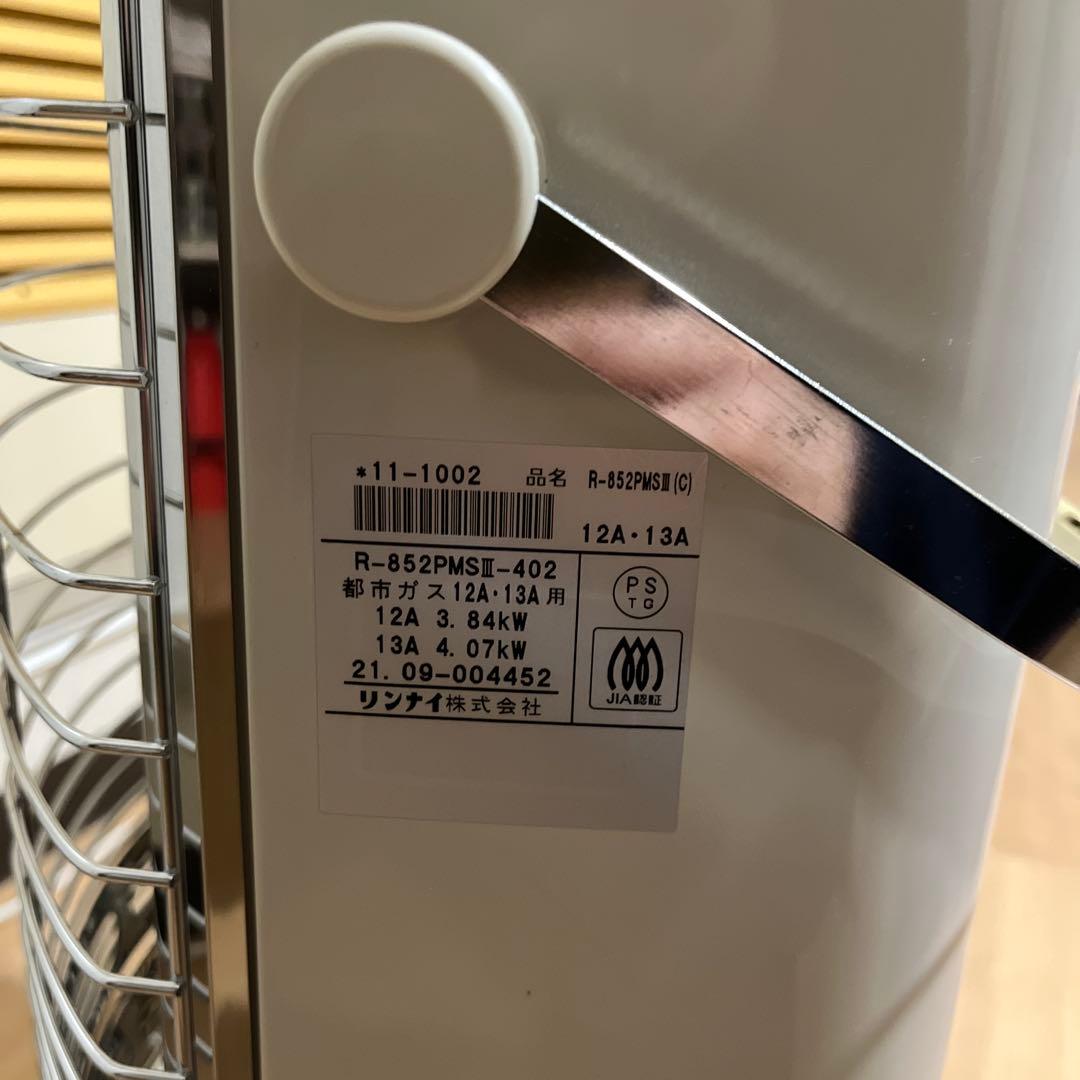 *11-1002 品名 R-852PMSⅢ(C)
12A・13A
R-852PMSⅢ-402
都市ガス12A・13A用
12A 3.84kW
13A 4.07kW
21.09-004452
リンナイ株式会社
PS
TG
JIA認証